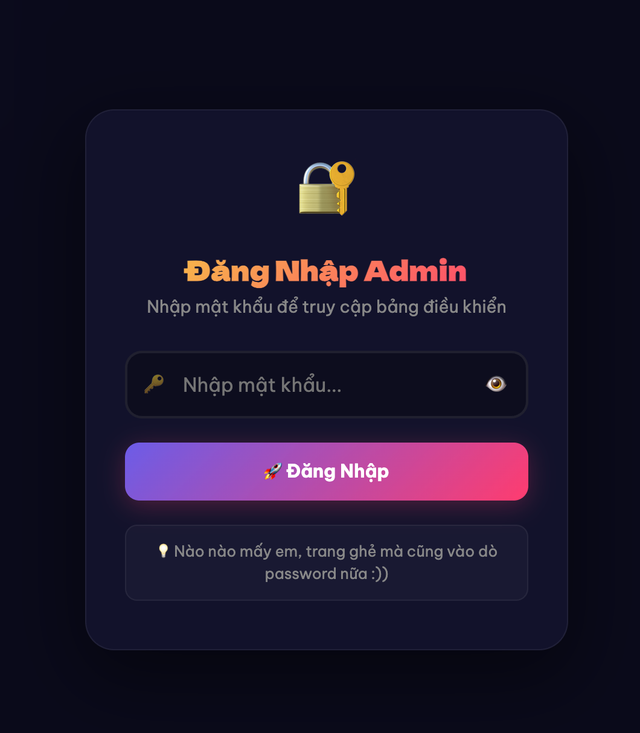 Đăng Nhập Admin
Nhập mật khẩu để truy cập bảng điều khiển
Nhập mật khẩu...
🚀 Đăng Nhập
💡 Nào nào mấy em, trang ghẻ mà cũng vào dò
password nữa :))